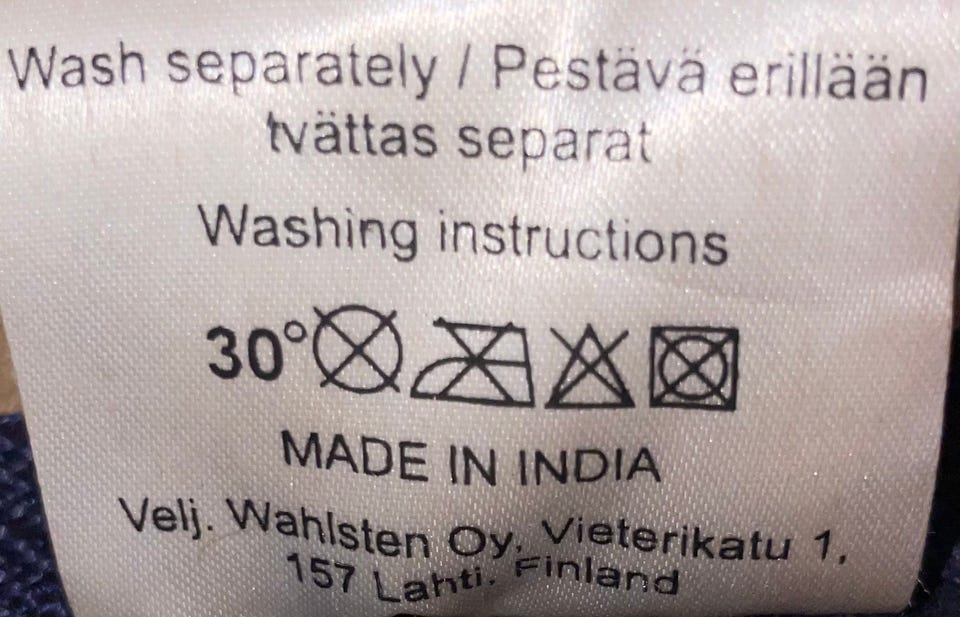 Wash separately / Pestävä erillään
tvättas separat
Washing instructions
30°
MADE IN INDIA
Velj. Wahlsten Oy, Vieterikatu 1,
157 Lahti. Finland